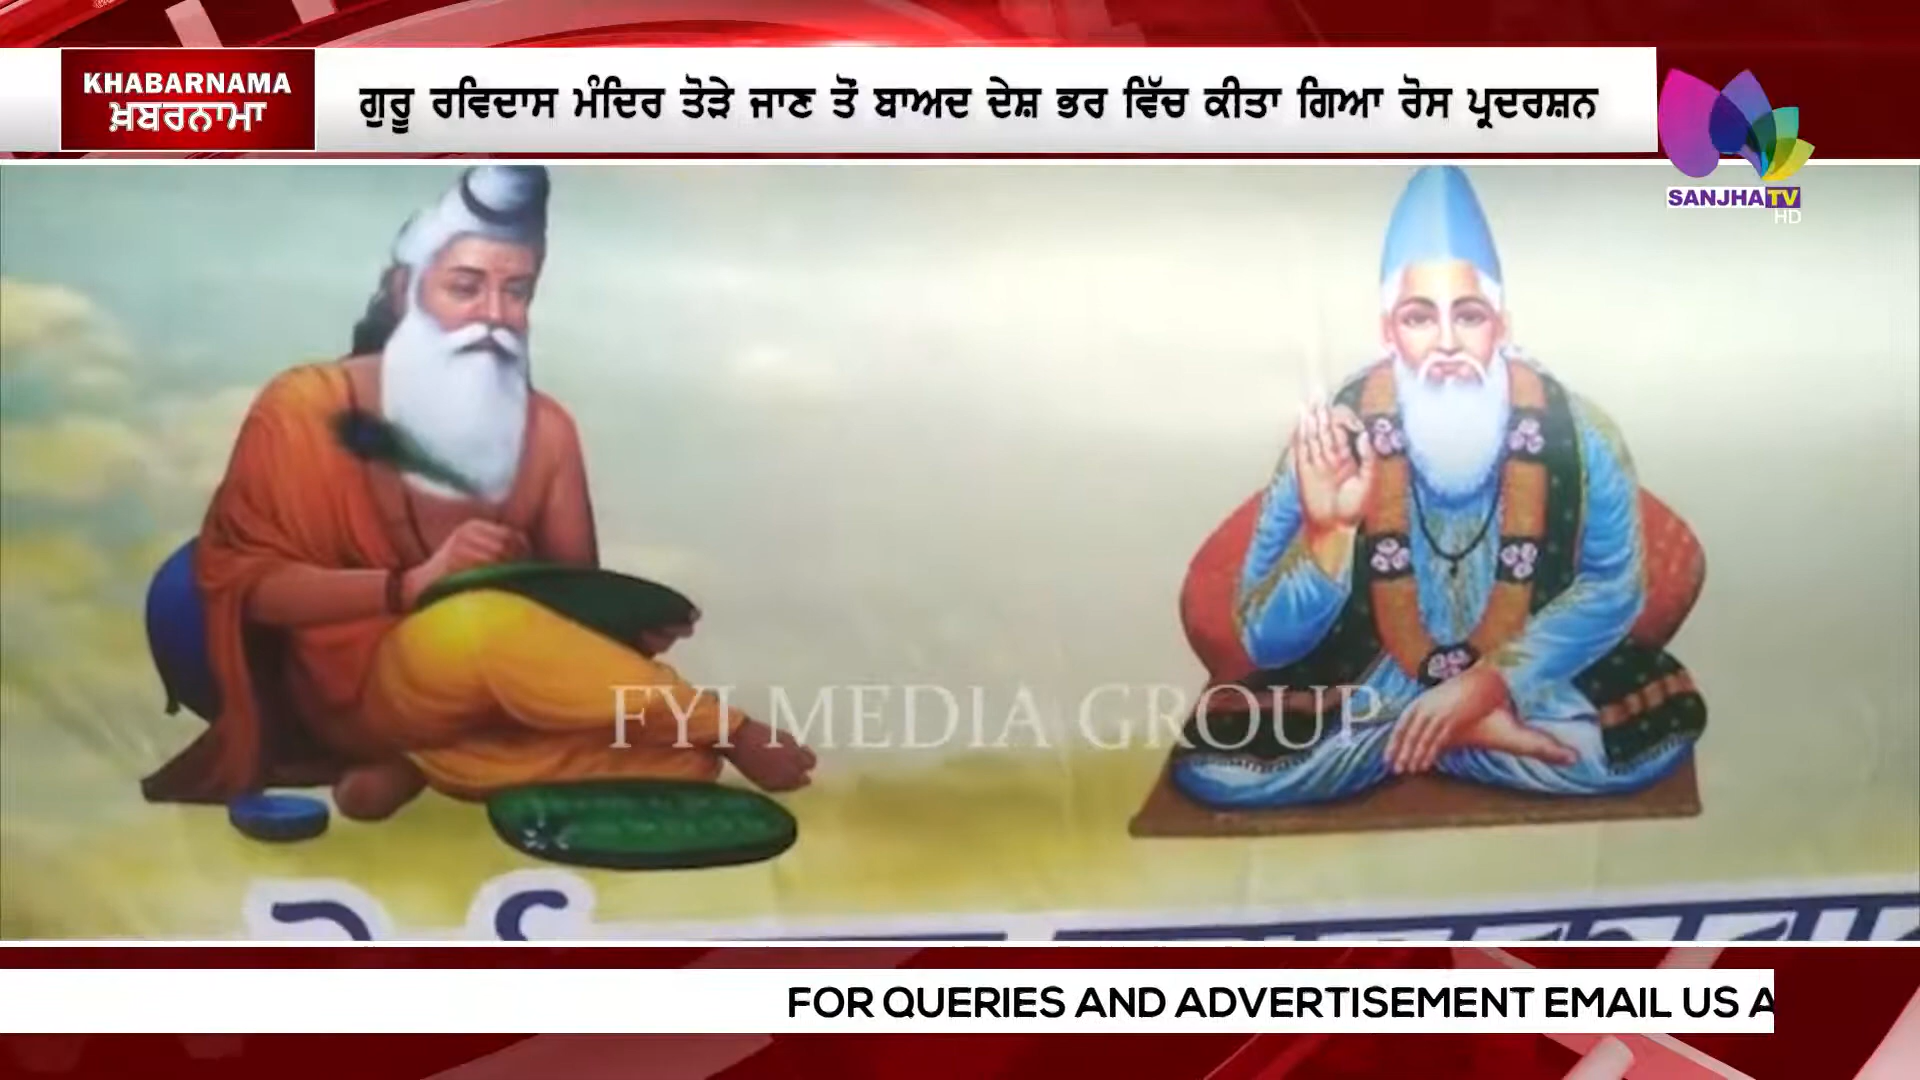 KHABARNAMA
ਖ਼ਬਰਨਾਮਾ
ਗੁਰੂ ਰਵਿਦਾਸ ਮੰਦਿਰ ਤੋੜੇ ਜਾਣ ਤੋਂ ਬਾਅਦ ਦੇਸ਼ ਭਰ ਵਿੱਚ ਕੀਤਾ ਗਿਆ ਰੋਸ ਪ੍ਰਦਰਸ਼ਨ
SANJHA TV
HD
FYI MEDIA GROUP
FOR QUERIES AND ADVERTISEMENT EMAIL US A